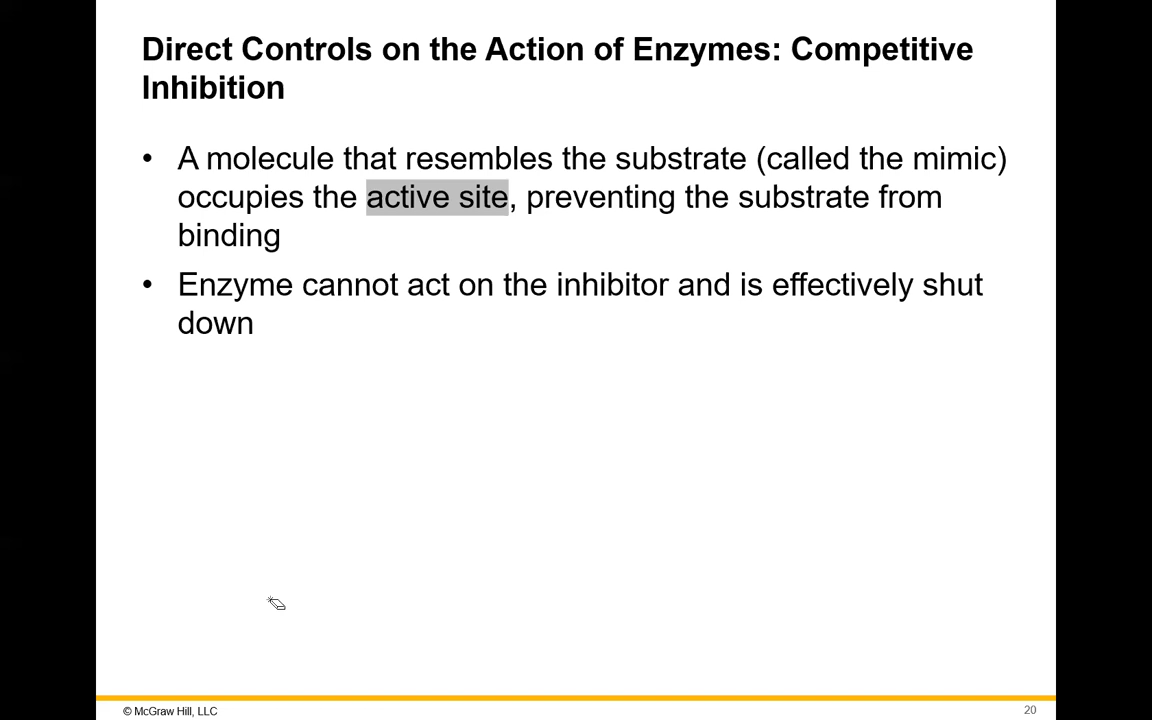 Direct Controls on the Action of Enzymes: Competitive
Inhibition
• A molecule that resembles the substrate (called the mimic)
occupies the active site, preventing the substrate from
binding
• Enzyme cannot act on the inhibitor and is effectively shut
down
© McGraw Hill, LLC
20